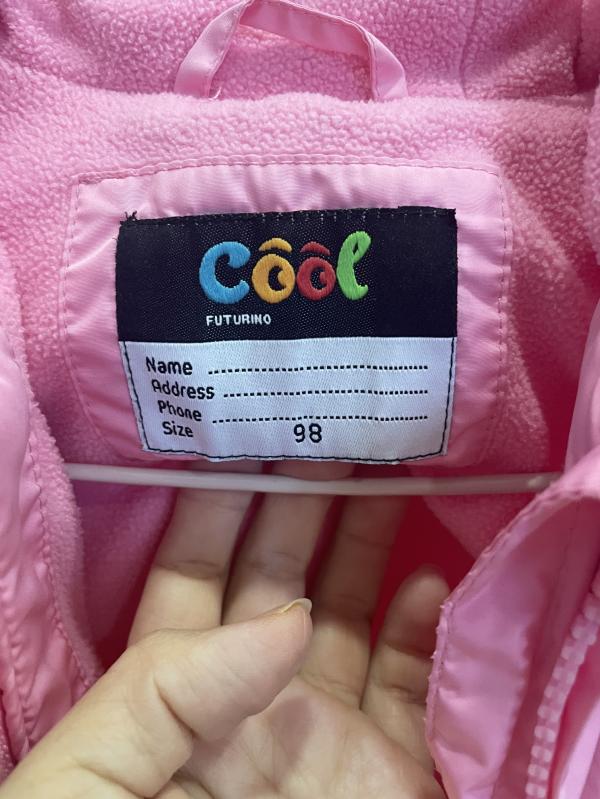 Côôl
FUTURINO
Name ........................................
Address ........................................
Phone ........................................
Size 98